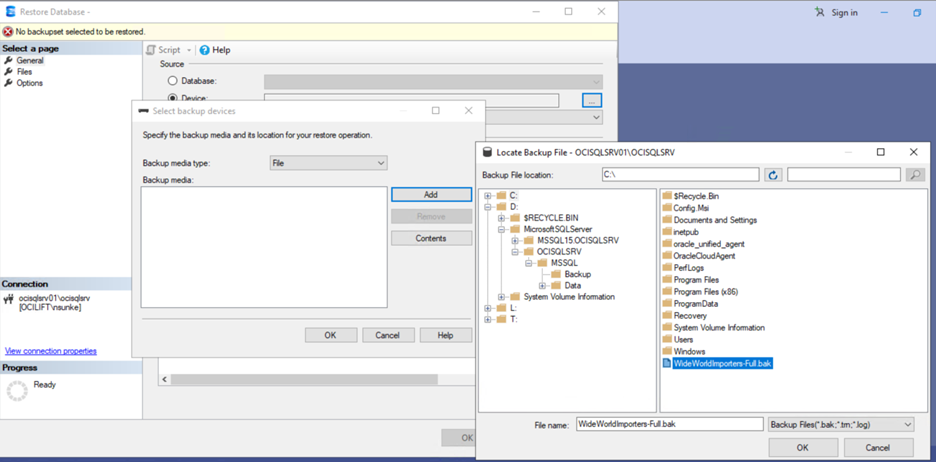 Restore Database -
Sign in
No backupset selected to be restored.
Select a page
General
Files
Options
Script
Help
Source
Database:
Device:
...
Select backup devices
Specify the backup media and its location for your restore operation.
Backup media type:
File
Backup media:
Add
Remove
Contents
OK
Cancel
Help
Connection
ocisqlsrv01\ocisqlsrv
[OCILIFT\nsunke]
View connection properties
Progress
Ready
OK
Locate Backup File - OCISQLSRV01\OCISQLSRV
Backup File location:
C:\
C:
D:
$RECYCLE.BIN
MicrosoftSQLServer
MSSQL15.OCISQLSRV
OCISQLSRV
MSSQL
Backup
Data
System Volume Information
L:
T:
$Recycle.Bin
Config.Msi
Documents and Settings
inetpub
oracle_unified_agent
OracleCloudAgent
PerfLogs
Program Files
Program Files (x86)
ProgramData
Recovery
System Volume Information
Users
Windows
WideWorldImporters-Full.bak
File name:
WideWorldImporters-Full.bak
Backup Files(*.bak;*.trn;*.log)
OK
Cancel